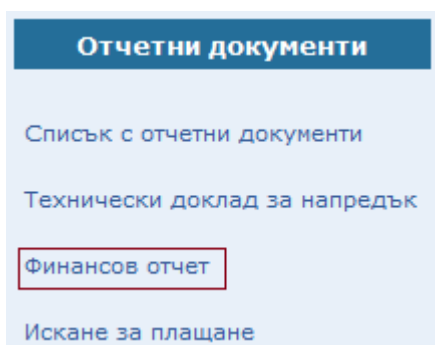 Отчетни документи
Списък с отчетни документи
Технически доклад за напредък
Финансов отчет
Искане за плащане